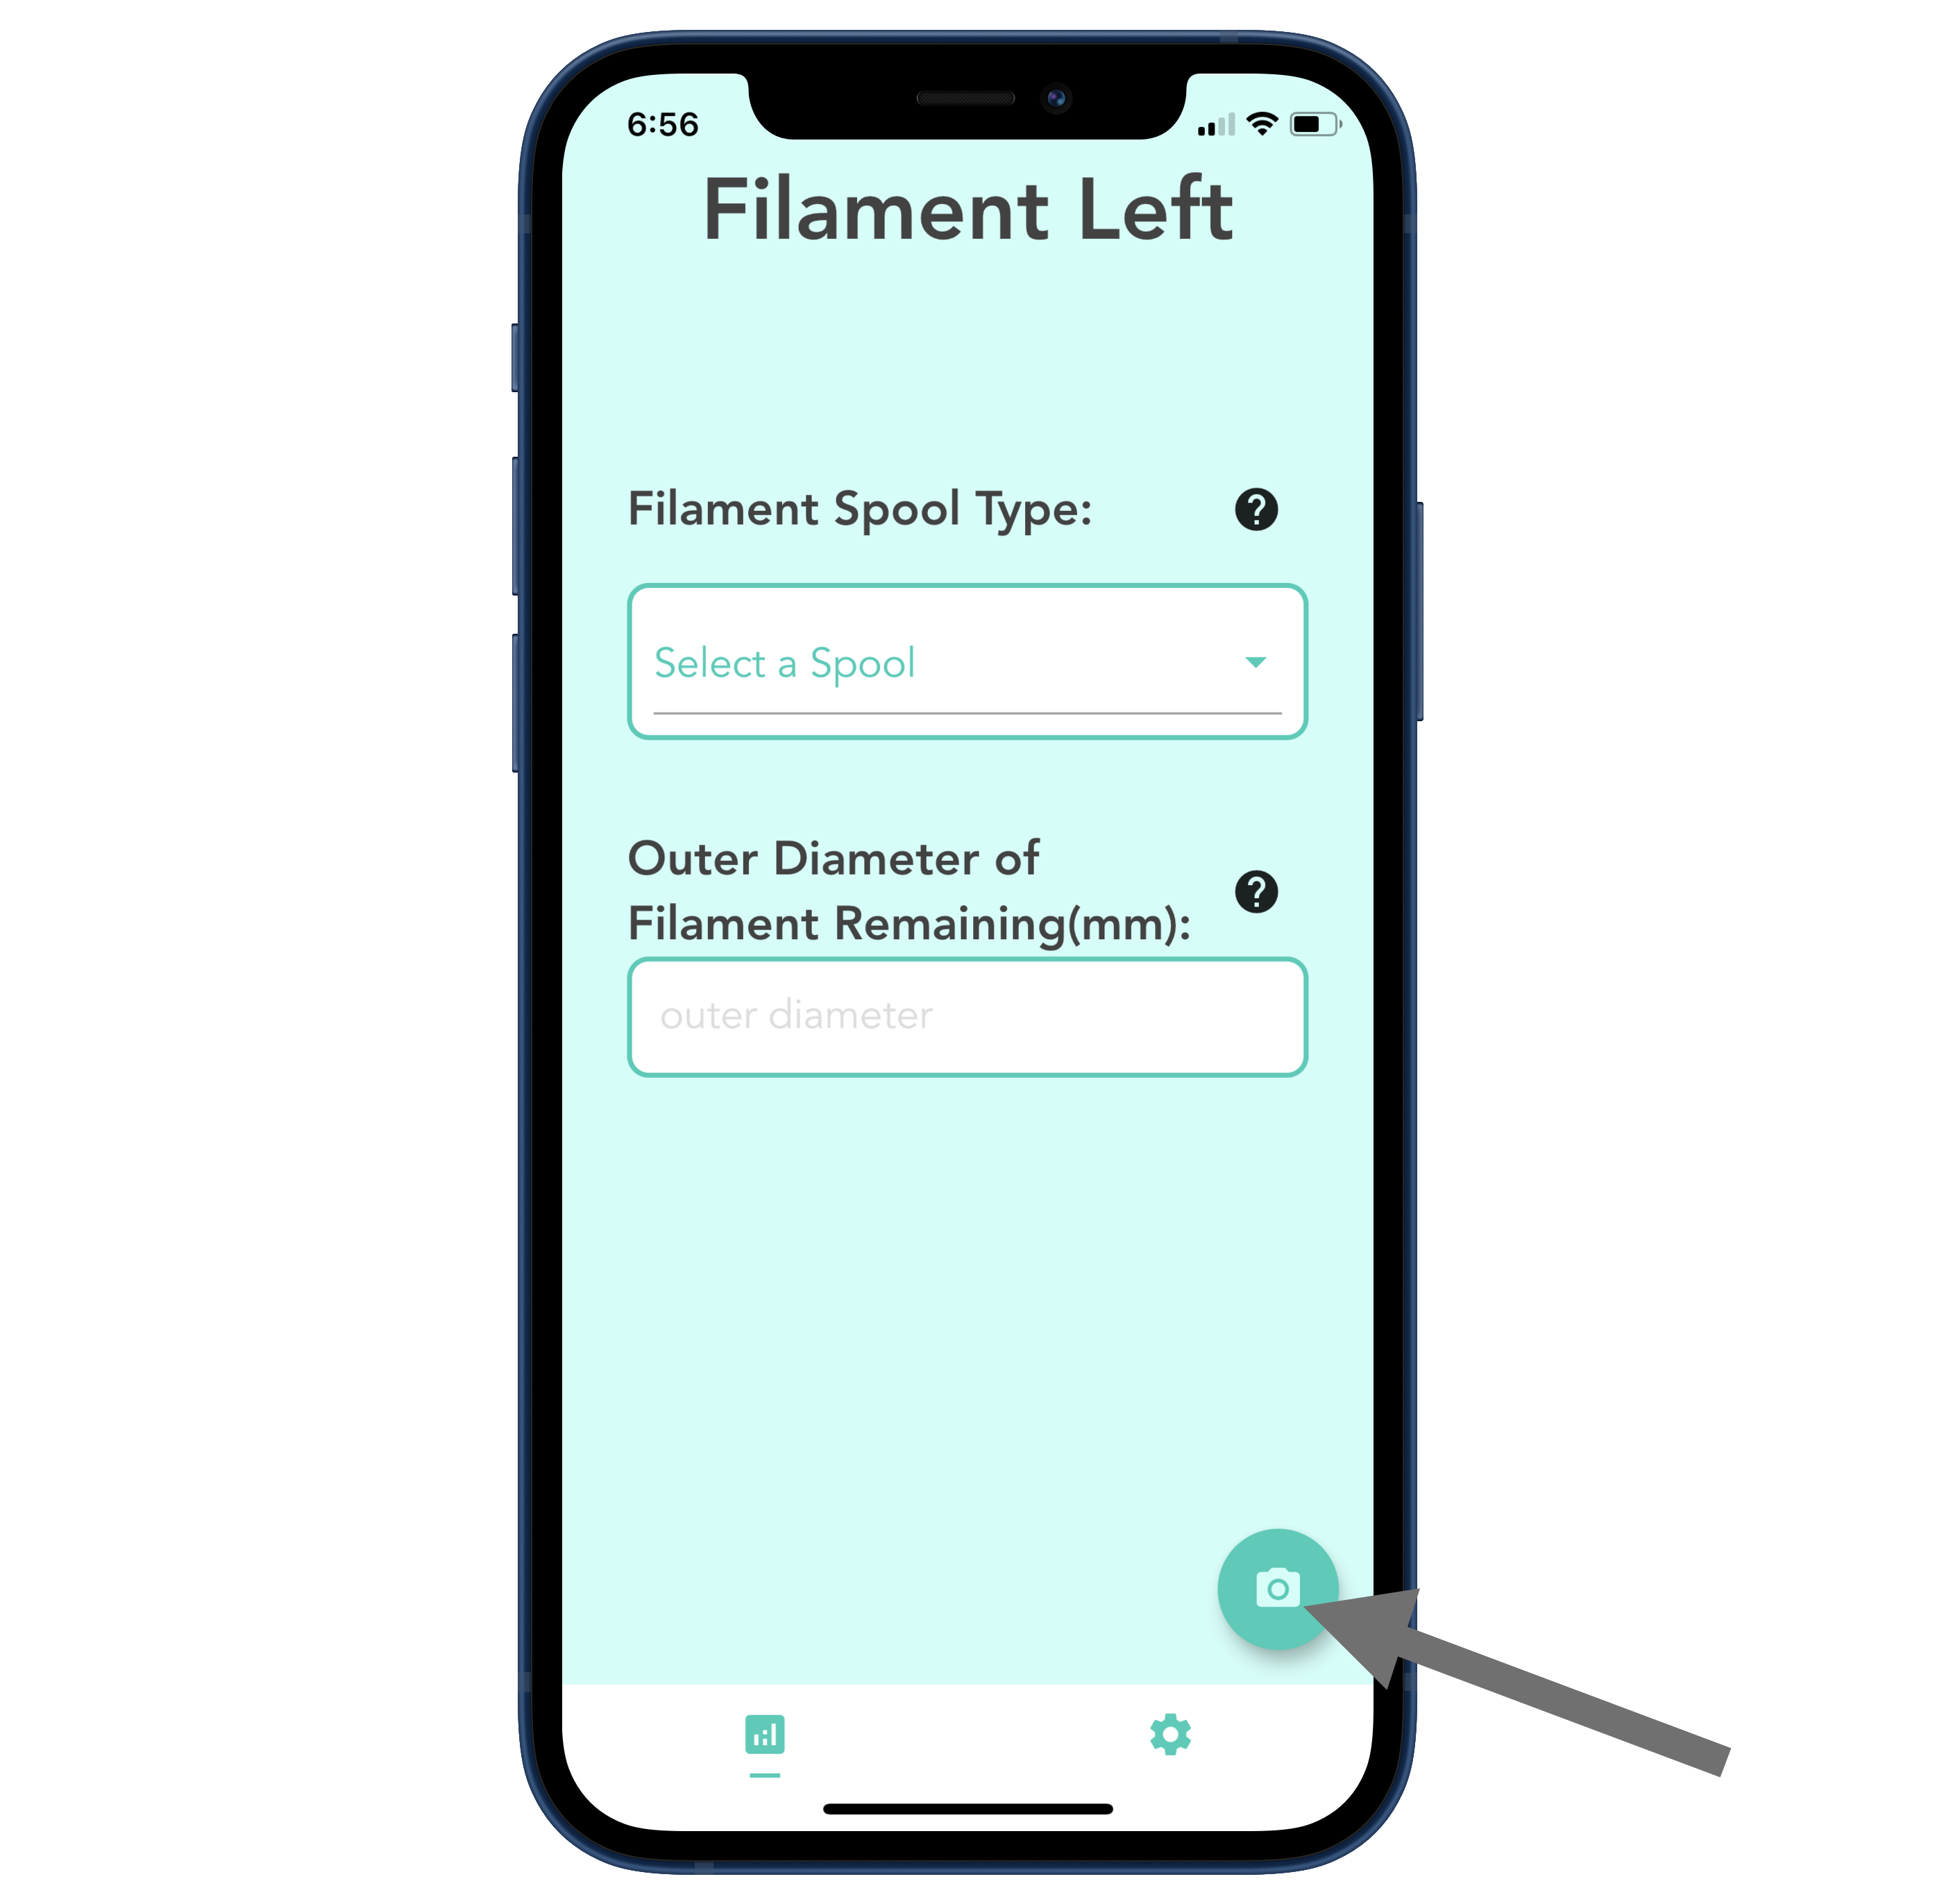 6:56
Filament Left
Filament Spool Type:
Select a Spool
Outer Diameter of
Filament Remaining(mm):
outer diameter